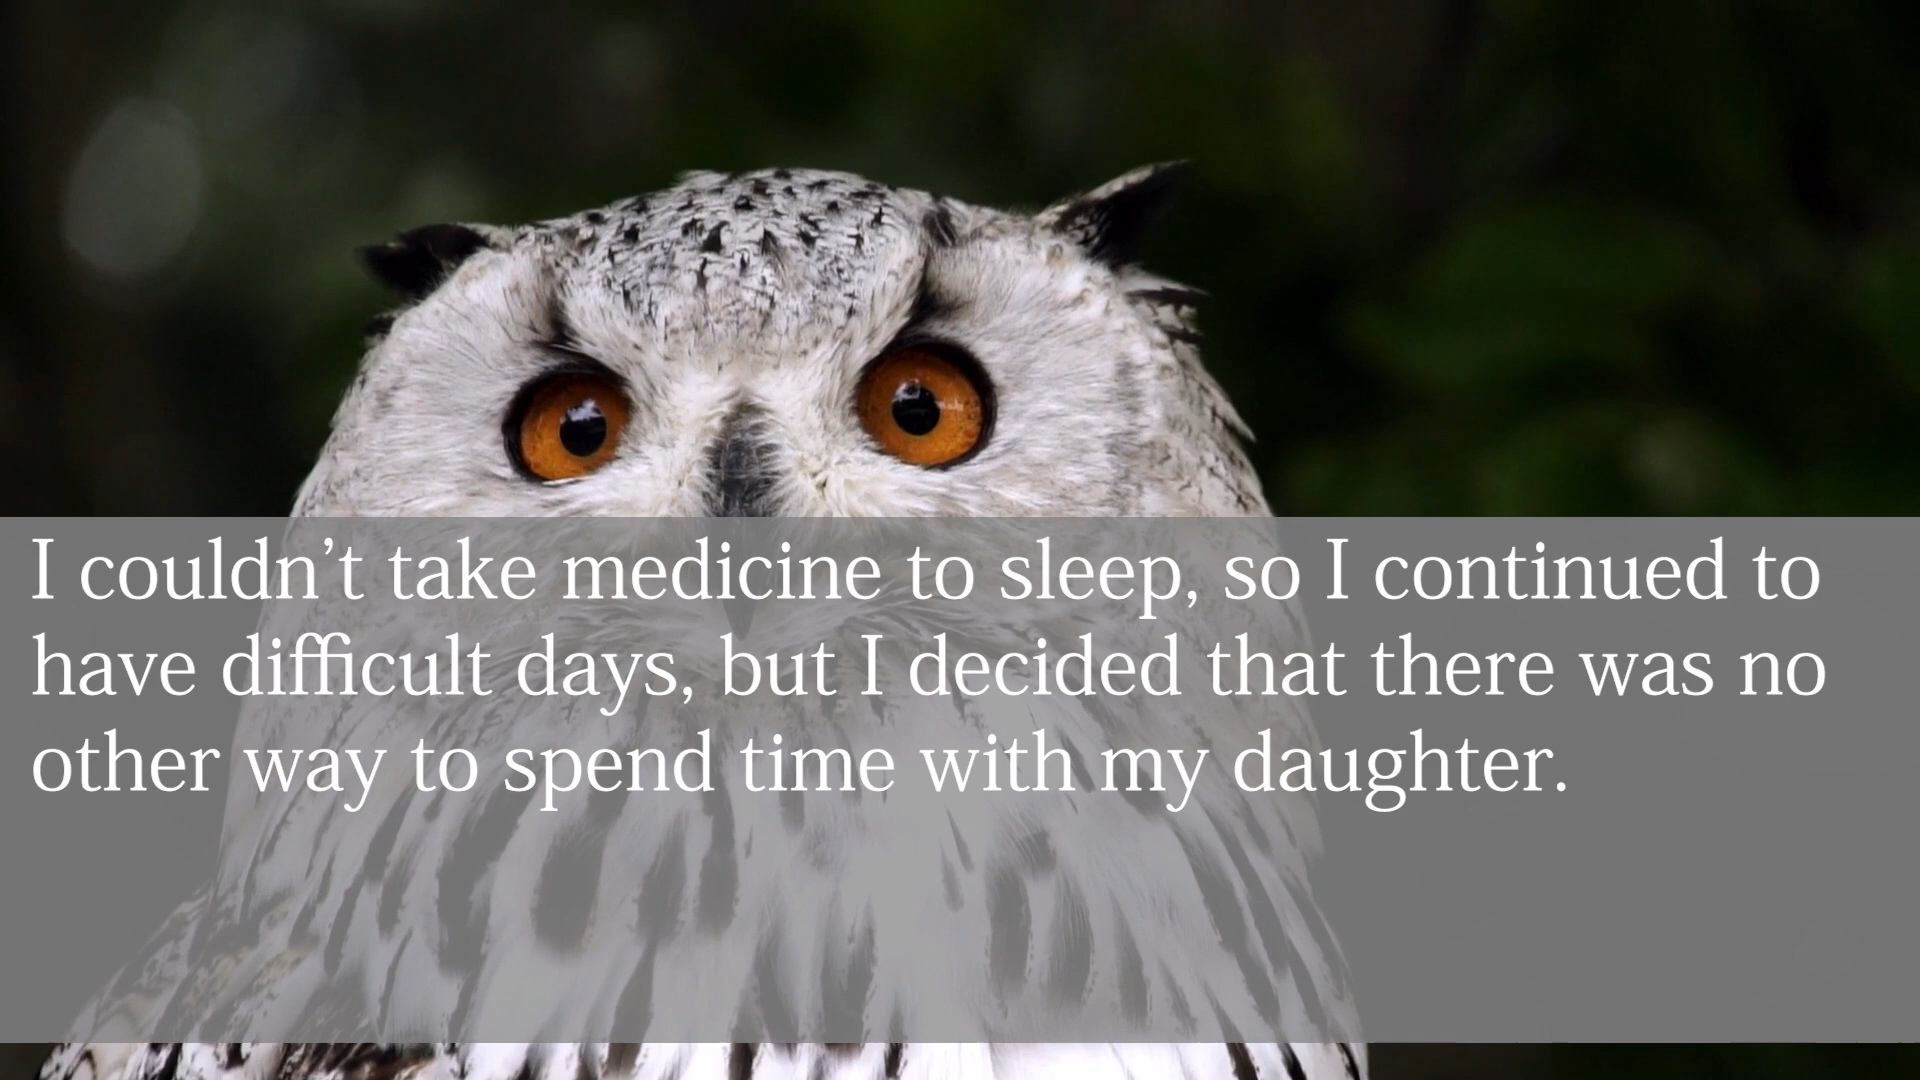 I couldn’t take medicine to sleep, so I continued to
have difficult days, but I decided that there was no
other way to spend time with my daughter.